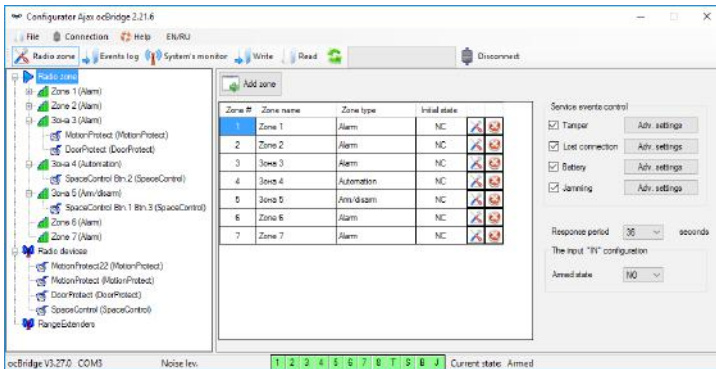 Configurator Ajax ocBridge 2.21.6
File Connection Help EN/RU
Radio zone Events log System's monitor Write Read Disconnect
Radio zone
Zone 1 (Alarm)
Zone 2 (Alarm)
Зона 3 (Alarm)
MotionProtect (MotionProtect)
DoorProtect (DoorProtect)
Зона 4 (Automation)
SpaceControl Btn.2 (SpaceControl)
Зона 5 (Arm/disarm)
SpaceControl Btn.1 Btn.3 (SpaceControl)
Zone 6 (Alarm)
Zone 7 (Alarm)
Radio devices
MotionProtect22 (MotionProtect)
MotionProtect (MotionProtect)
DoorProtect (DoorProtect)
SpaceControl (SpaceControl)
RangeExtenders
Add zone
Zone # Zone name Zone type Initial state
1 Zone 1 Alarm NC
2 Zone 2 Alarm NC
3 Зона 3 Alarm NC
4 Зона 4 Automation NC
5 Зона 5 Arm/disarm NC
6 Zone 6 Alarm NC
7 Zone 7 Alarm NC
Service events control
Tamper Adv. settings
Lost connection Adv. settings
Battery Adv. settings
Jamming Adv. settings
Response period 36 seconds
The input "IN" configuration
Armed state NO
ocBridge V3.27.0 COM3 Noise lev. 1 2 3 4 5 6 7 8 T S B J Current state Armed